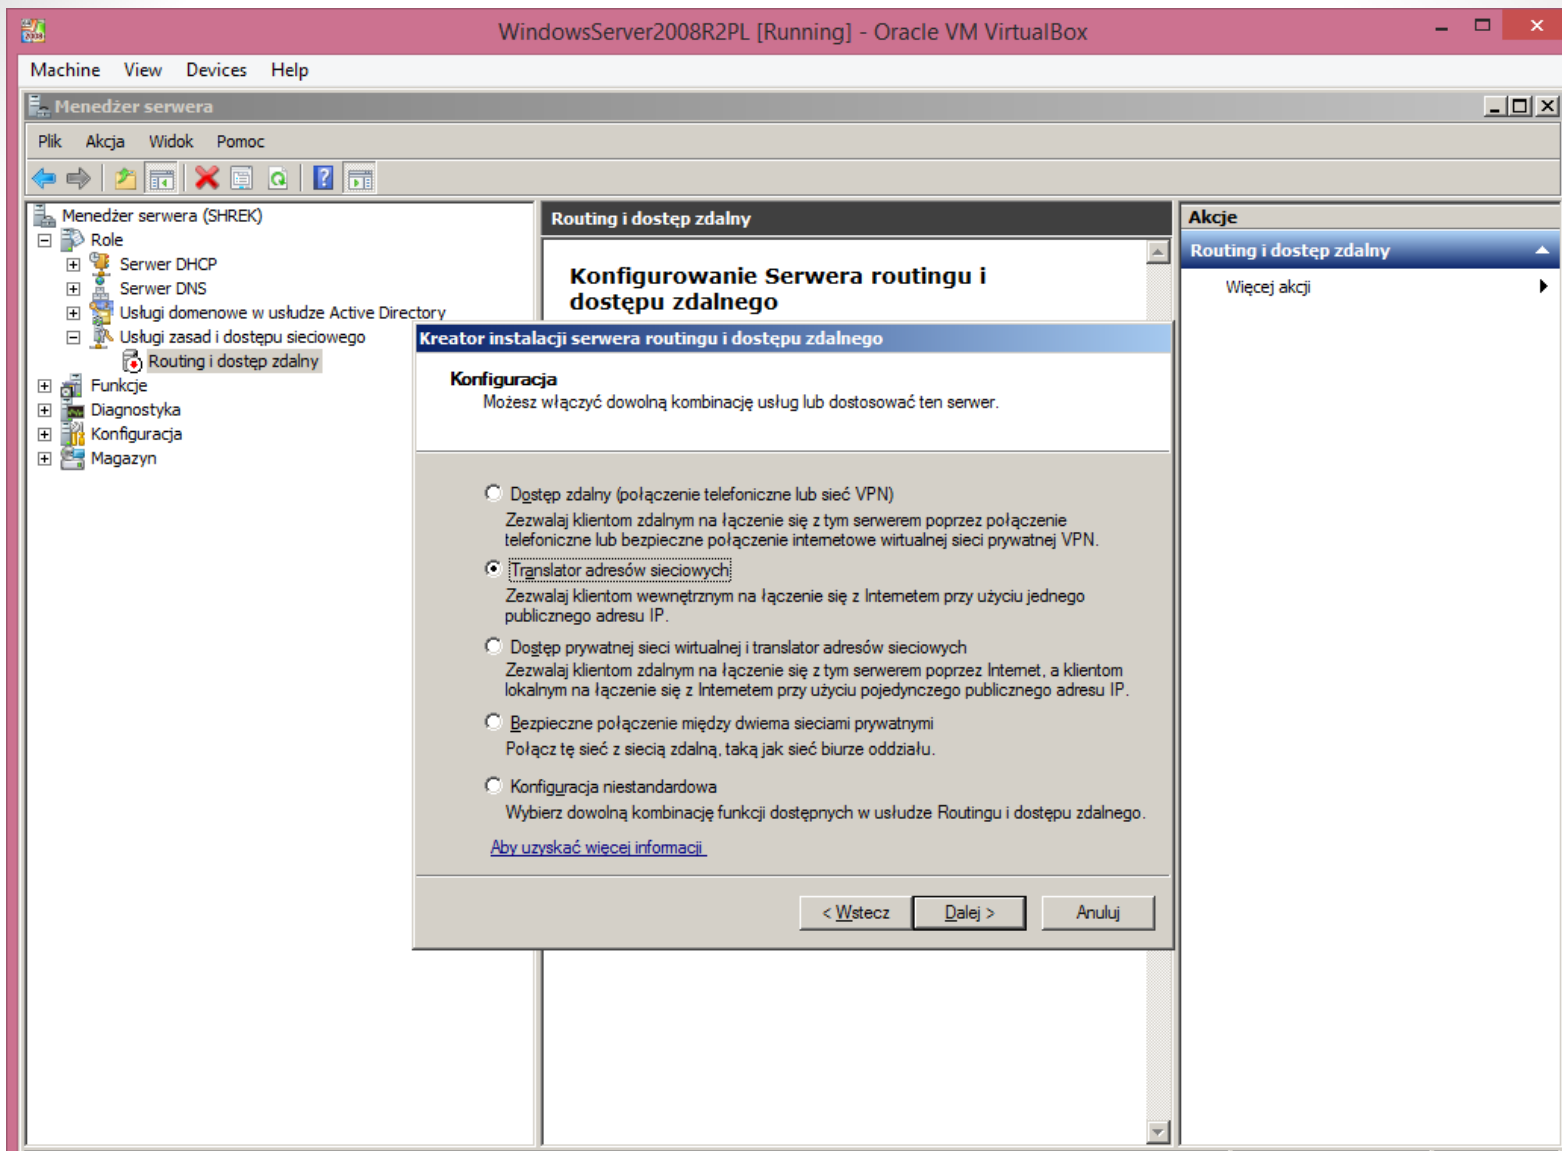 WindowsServer2008R2PL [Running] - Oracle VM VirtualBox
Machine View Devices Help
Menedżer serwera
Plik Akcja Widok Pomoc
Menedżer serwera (SHREK)
Role
Serwer DHCP
Serwer DNS
Usługi domenowe w usłudze Active Directory
Usługi zasad i dostępu sieciowego
Routing i dostęp zdalny
Funkcje
Diagnostyka
Konfiguracja
Magazyn
Routing i dostęp zdalny
Konfigurowanie Serwera routingu i
dostępu zdalnego
Kreator instalacji serwera routingu i dostępu zdalnego
Konfiguracja
Możesz włączyć dowolną kombinację usług lub dostosować ten serwer.
Dostęp zdalny (połączenie telefoniczne lub sieć VPN)
Zezwalaj klientom zdalnym na łączenie się z tym serwerem poprzez połączenie
telefoniczne lub bezpieczne połączenie internetowe wirtualnej sieci prywatnej VPN.
Translator adresów sieciowych
Zezwalaj klientom wewnętrznym na łączenie się z Internetem przy użyciu jednego
publicznego adresu IP.
Dostęp prywatnej sieci wirtualnej i translator adresów sieciowych
Zezwalaj klientom zdalnym na łączenie się z tym serwerem poprzez Internet, a klientom
lokalnym na łączenie się z Internetem przy użyciu pojedynczego publicznego adresu IP.
Bezpieczne połączenie między dwiema sieciami prywatnymi
Połącz tę sieć z siecią zdalną, taką jak sieć biurze oddziału.
Konfiguracja niestandardowa
Wybierz dowolną kombinację funkcji dostępnych w usłudze Routingu i dostępu zdalnego.
Aby uzyskać więcej informacji
< Wstecz
Dalej >
Anuluj
Akcje
Routing i dostęp zdalny
Więcej akcji